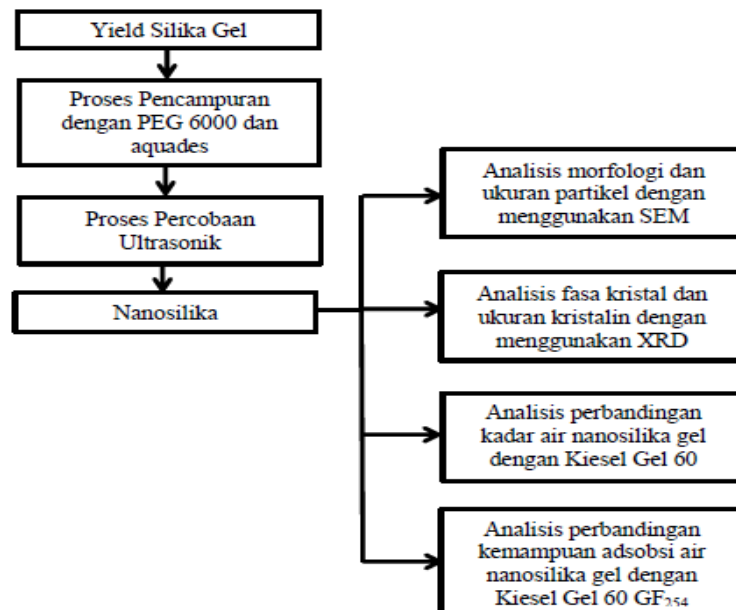 Yield Silika Gel
Proses Pencampuran
dengan PEG 6000 dan
aquades
Proses Percobaan
Ultrasonik
Nanosilika
Analisis morfologi dan
ukuran partikel dengan
menggunakan SEM
Analisis fasa kristal dan
ukuran kristalin dengan
menggunakan XRD
Analisis perbandingan
kadar air nanosilika gel
dengan Kiesel Gel 60
Analisis perbandingan
kemampuan adsobsi air
nanosilika gel dengan
Kiesel Gel 60 GF₂₅₄